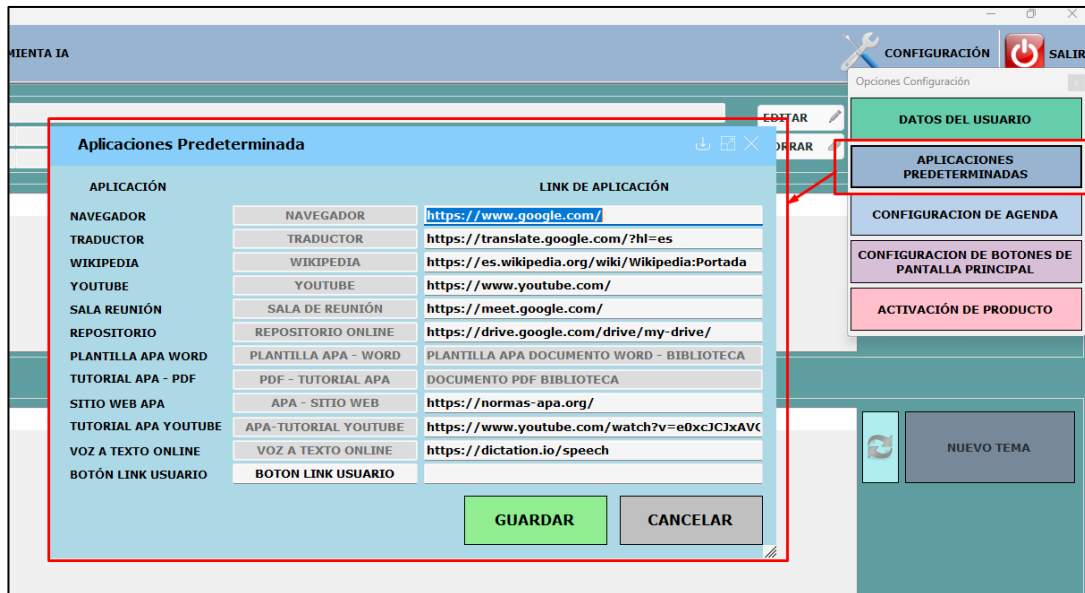 MIENTA IA
CONFIGURACIÓN
SALIR
Opciones Configuración
DATOS DEL USUARIO
APLICACIONES
PREDETERMINADAS
CONFIGURACION DE AGENDA
CONFIGURACION DE BOTONES DE
PANTALLA PRINCIPAL
ACTIVACIÓN DE PRODUCTO
EDITAR
ORRAR
Aplicaciones Predeterminada
APLICACIÓN LINK DE APLICACIÓN
NAVEGADOR NAVEGADOR https://www.google.com/
TRADUCTOR TRADUCTOR https://translate.google.com/?hl=es
WIKIPEDIA WIKIPEDIA https://es.wikipedia.org/wiki/Wikipedia:Portada
YOUTUBE YOUTUBE https://www.youtube.com/
SALA REUNIÓN SALA DE REUNIÓN https://meet.google.com/
REPOSITORIO REPOSITORIO ONLINE https://drive.google.com/drive/my-drive/
PLANTILLA APA WORD PLANTILLA APA - WORD PLANTILLA APA DOCUMENTO WORD - BIBLIOTECA
TUTORIAL APA - PDF PDF - TUTORIAL APA DOCUMENTO PDF BIBLIOTECA
SITIO WEB APA APA - SITIO WEB https://normas-apa.org/
TUTORIAL APA YOUTUBE APA-TUTORIAL YOUTUBE https://www.youtube.com/watch?v=e0xcJCJxAV(
VOZ A TEXTO ONLINE VOZ A TEXTO ONLINE https://dictation.io/speech
BOTÓN LINK USUARIO BOTON LINK USUARIO
GUARDAR CANCELAR
NUEVO TEMA